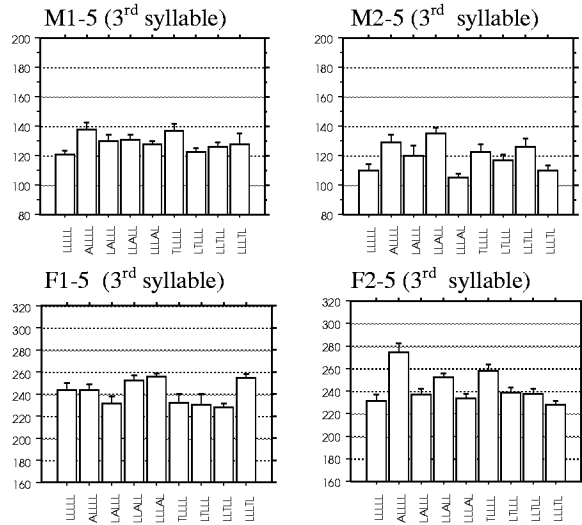 M1-5 (3rd syllable)
200
180
160
140
120
100
80
LLLLL
ALLLL
LALLL
LLALL
LLLAL
TLLLL
LTLLL
LLTLL
LLLTL
M2-5 (3rd syllable)
200
180
160
140
120
100
80
LLLLL
ALLLL
LALLL
LLALL
LLLAL
TLLLL
LTLLL
LLTLL
LLLTL
F1-5 (3rd syllable)
320
300
280
260
240
220
200
180
160
LLLLL
ALLLL
LALLL
LLALL
LLLAL
TLLLL
LTLLL
LLTLL
LLLTL
F2-5 (3rd syllable)
320
300
280
260
240
220
200
180
160
LLLLL
ALLLL
LALLL
LLALL
LLLAL
TLLLL
LTLLL
LLTLL
LLLTL